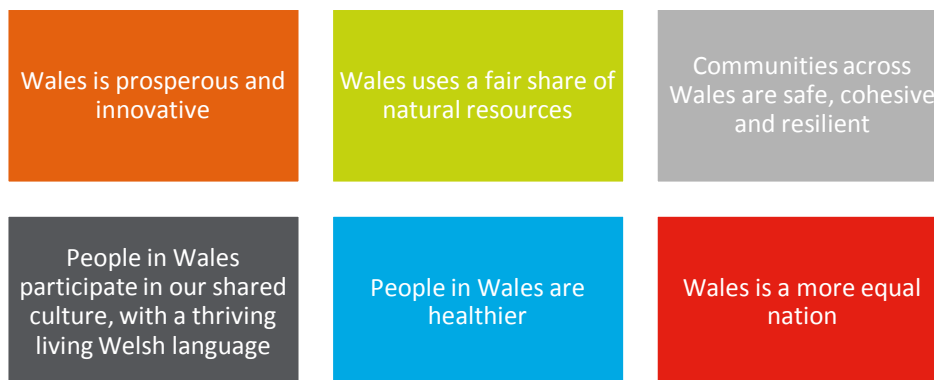 Wales is prosperous and
innovative
Wales uses a fair share of
natural resources
Communities across
Wales are safe, cohesive
and resilient
People in Wales
participate in our shared
culture, with a thriving
living Welsh language
People in Wales are
healthier
Wales is a more equal
nation